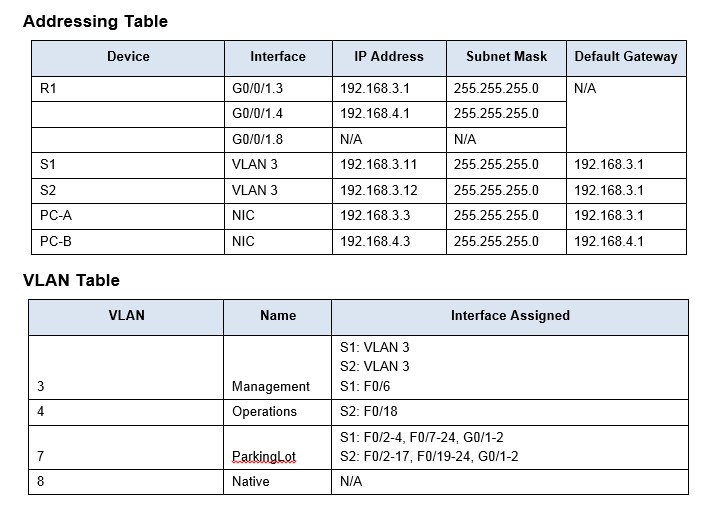 Addressing Table
Device Interface IP Address Subnet Mask Default Gateway
R1 G0/0/1.3 192.168.3.1 255.255.255.0 N/A
G0/0/1.4 192.168.4.1 255.255.255.0
G0/0/1.8 N/A N/A
S1 VLAN 3 192.168.3.11 255.255.255.0 192.168.3.1
S2 VLAN 3 192.168.3.12 255.255.255.0 192.168.3.1
PC-A NIC 192.168.3.3 255.255.255.0 192.168.3.1
PC-B NIC 192.168.4.3 255.255.255.0 192.168.4.1
VLAN Table
VLAN Name Interface Assigned
S1: VLAN 3
S2: VLAN 3
3 Management S1: F0/6
4 Operations S2: F0/18
S1: F0/2-4, F0/7-24, G0/1-2
7 ParkingLot S2: F0/2-17, F0/19-24, G0/1-2
8 Native N/A